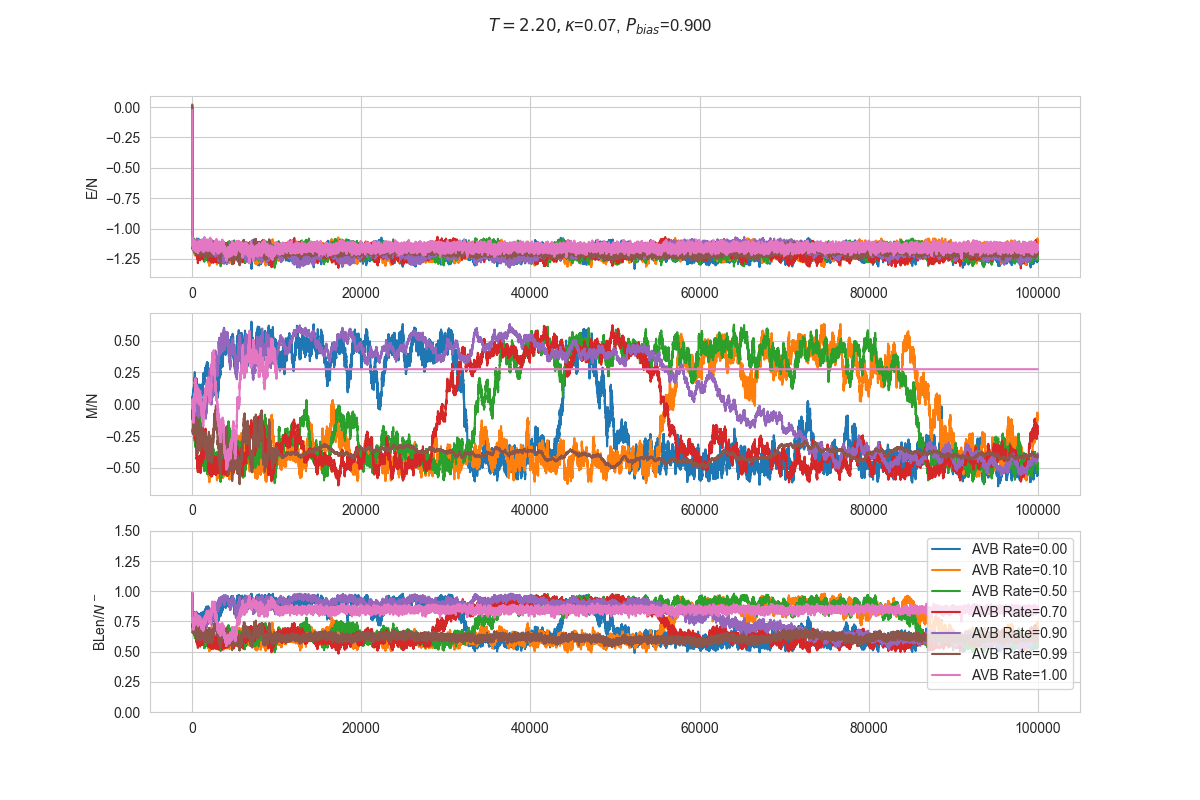 T = 2.20, κ=0.07, P_bias=0.900
0.00
−0.25
−0.50
−0.75
−1.00
−1.25
E/N
0 20000 40000 60000 80000 100000
0.50
0.25
0.00
−0.25
−0.50
M/N
0 20000 40000 60000 80000 100000
1.50
1.25
1.00
0.75
0.50
0.25
0.00
BLen/N⁻
AVB Rate=0.00
AVB Rate=0.10
AVB Rate=0.50
AVB Rate=0.70
AVB Rate=0.90
AVB Rate=0.99
AVB Rate=1.00
0 20000 40000 60000 80000 100000